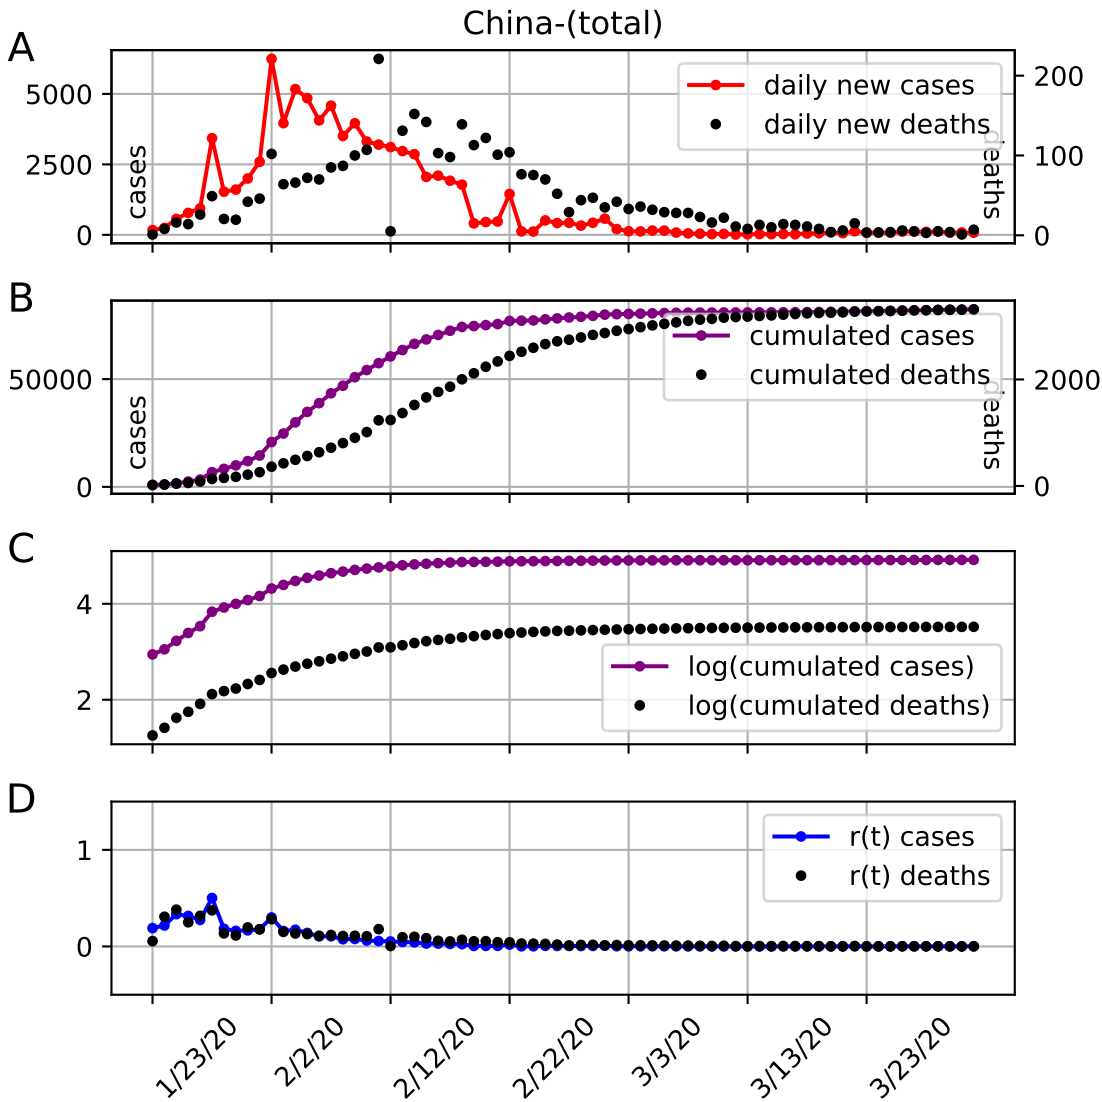 China-(total)
A
5000
2500
0
cases
daily new cases
daily new deaths
200
100
0
deaths
B
50000
0
cases
cumulated cases
cumulated deaths
2000
0
deaths
C
4
2
log(cumulated cases)
log(cumulated deaths)
D
1
0
r(t) cases
r(t) deaths
1/23/20
2/2/20
2/12/20
2/22/20
3/3/20
3/13/20
3/23/20